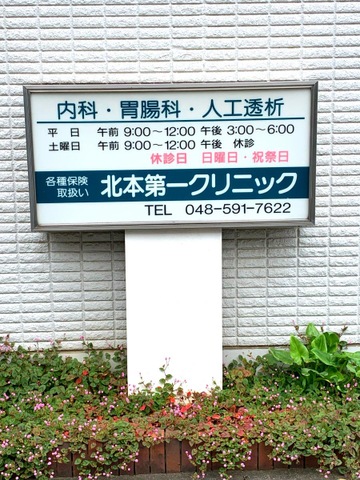 内科・胃腸科・人工透析
平 日 午前 9:00～12:00 午後 3:00～6:00
土曜日 午前 9:00～12:00 午後 休診
休診日 日曜日・祝祭日
各種保険
取扱い
北本第一クリニック
TEL 048-591-7622